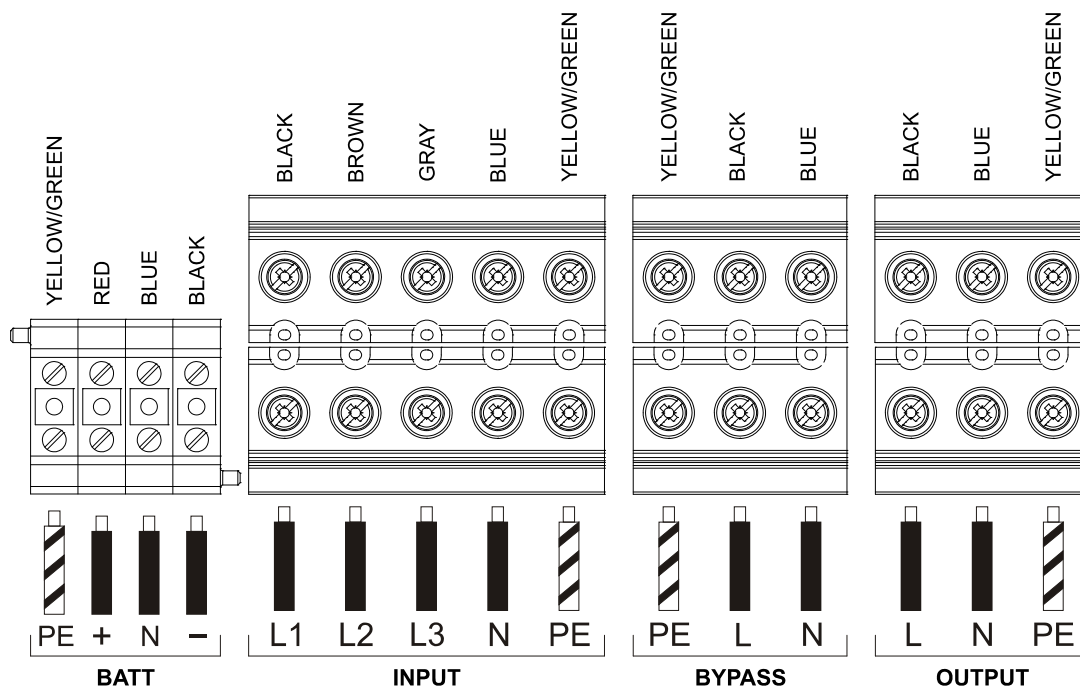 YELLOW/GREEN
RED
BLUE
BLACK
BLACK
BROWN
GRAY
BLUE
YELLOW/GREEN
YELLOW/GREEN
BLACK
BLUE
BLACK
BLUE
YELLOW/GREEN
PE + N −
L1 L2 L3 N PE
PE L N
L N PE
BATT
INPUT
BYPASS
OUTPUT